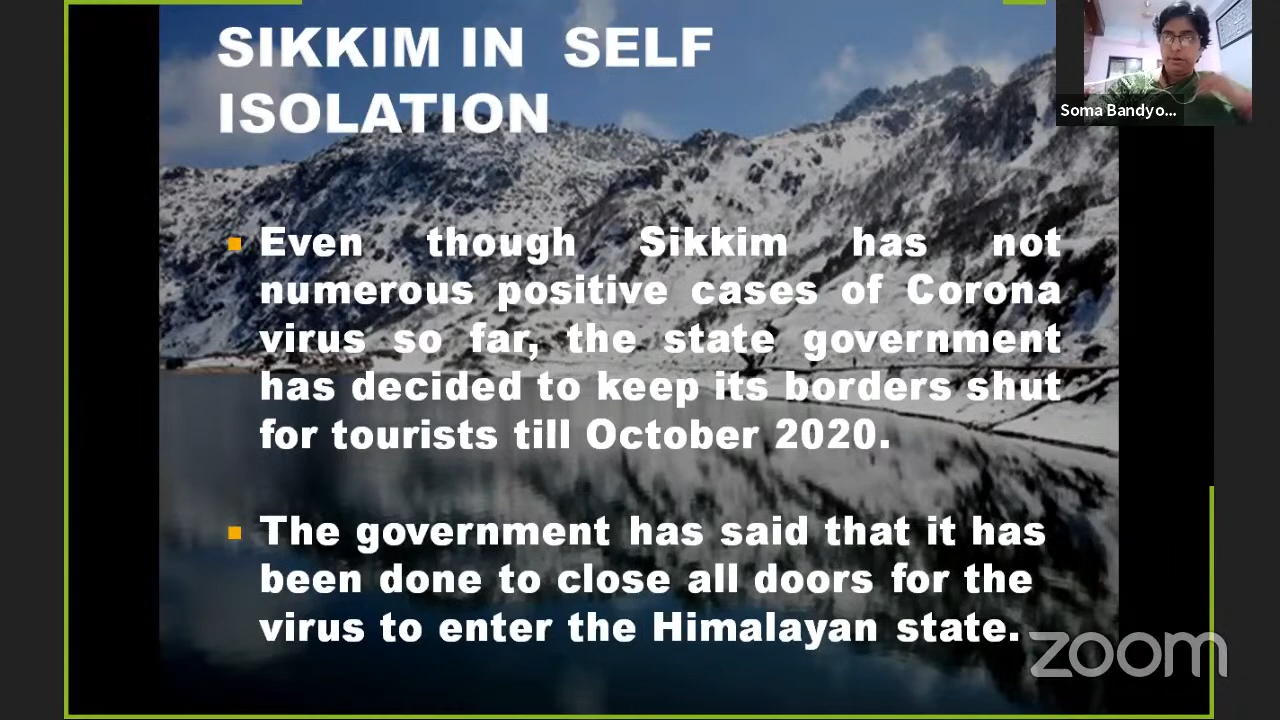 SIKKIM IN SELF
ISOLATION
Even though Sikkim has not
numerous positive cases of Corona
virus so far, the state government
has decided to keep its borders shut
for tourists till October 2020.
The government has said that it has
been done to close all doors for the
virus to enter the Himalayan state.
Soma Bandyo...
zoom